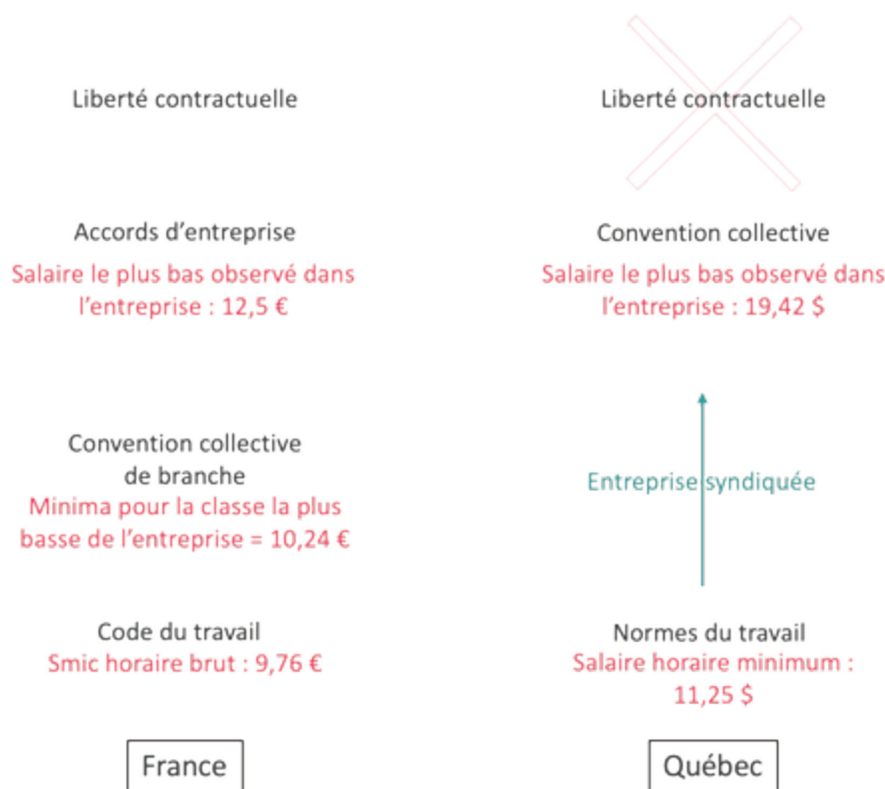 Liberté contractuelle
Accords d'entreprise
Salaire le plus bas observé dans
l'entreprise : 12,5 €
Convention collective
de branche
Minima pour la classe la plus
basse de l'entreprise = 10,24 €
Code du travail
Smic horaire brut : 9,76 €
France
Liberté contractuelle
Convention collective
Salaire le plus bas observé dans
l'entreprise : 19,42 $
Entreprise syndiquée
Normes du travail
Salaire horaire minimum :
11,25 $
Québec